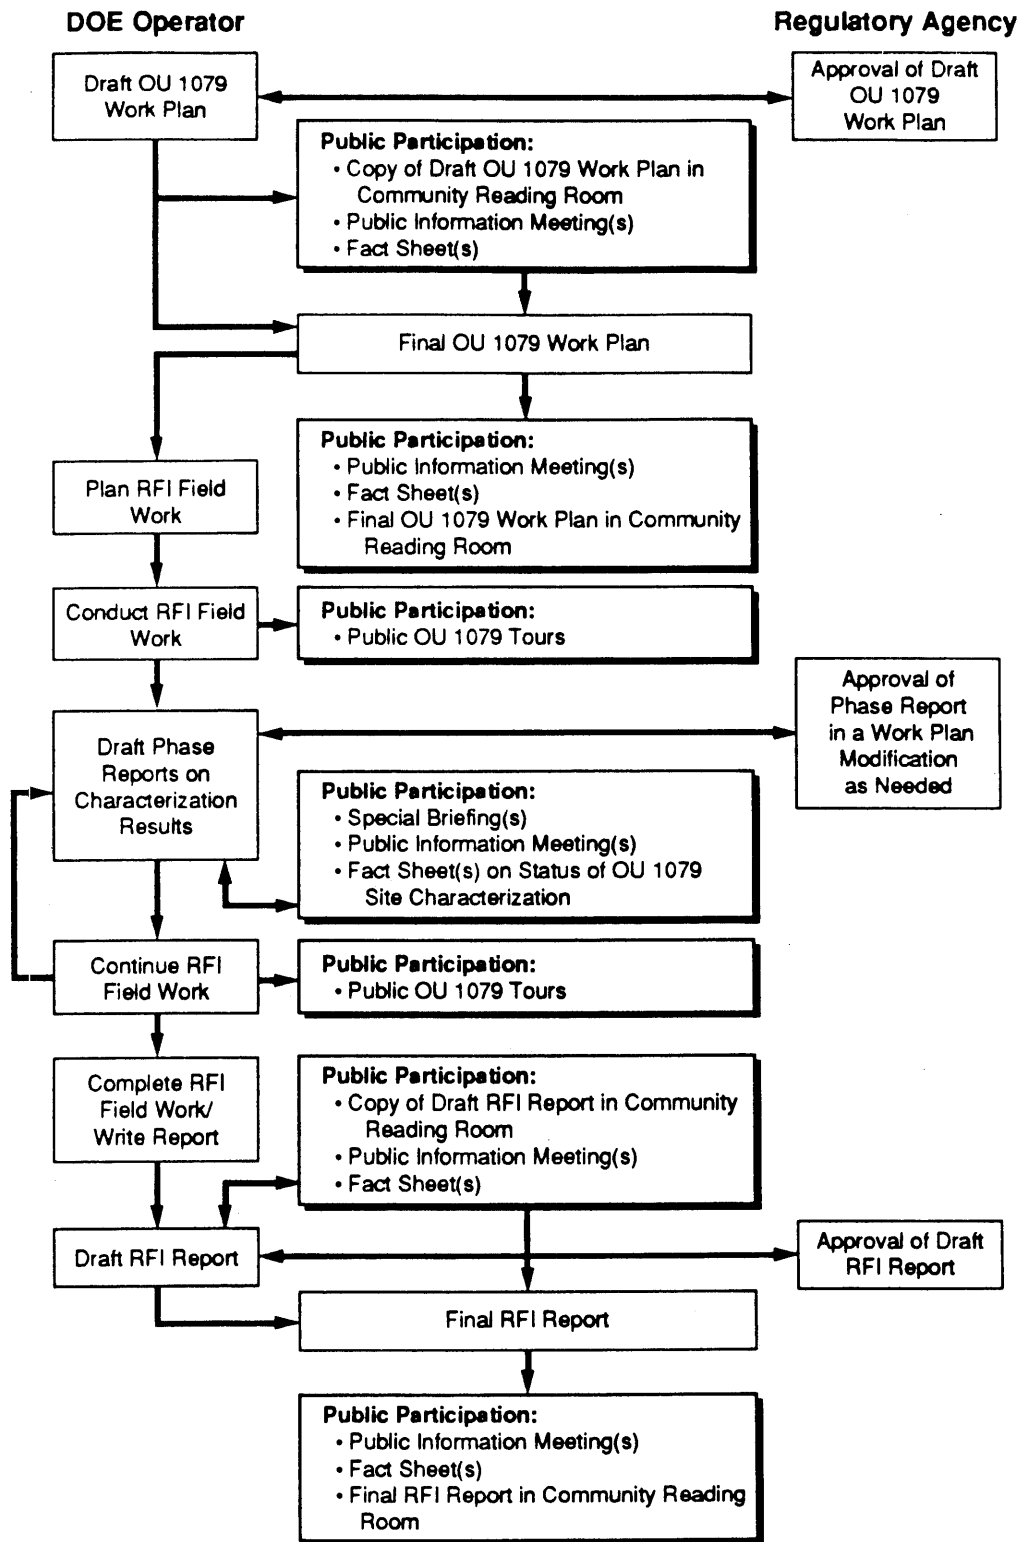 DOE Operator
Regulatory Agency
Draft OU 1079
Work Plan
Approval of Draft
OU 1079
Work Plan
Public Participation:
• Copy of Draft OU 1079 Work Plan in
Community Reading Room
• Public Information Meeting(s)
• Fact Sheet(s)
Final OU 1079 Work Plan
Public Participation:
• Public Information Meeting(s)
• Fact Sheet(s)
• Final OU 1079 Work Plan in Community
Reading Room
Plan RFI Field
Work
Conduct RFI Field
Work
Public Participation:
• Public OU 1079 Tours
Approval of
Phase Report
in a Work Plan
Modification
as Needed
Draft Phase
Reports on
Characterization
Results
Public Participation:
• Special Briefing(s)
• Public Information Meeting(s)
• Fact Sheet(s) on Status of OU 1079
Site Characterization
Continue RFI
Field Work
Public Participation:
• Public OU 1079 Tours
Complete RFI
Field Work/
Write Report
Public Participation:
• Copy of Draft RFI Report in Community
Reading Room
• Public Information Meeting(s)
• Fact Sheet(s)
Draft RFI Report
Approval of Draft
RFI Report
Final RFI Report
Public Participation:
• Public Information Meeting(s)
• Fact Sheet(s)
• Final RFI Report in Community Reading
Room